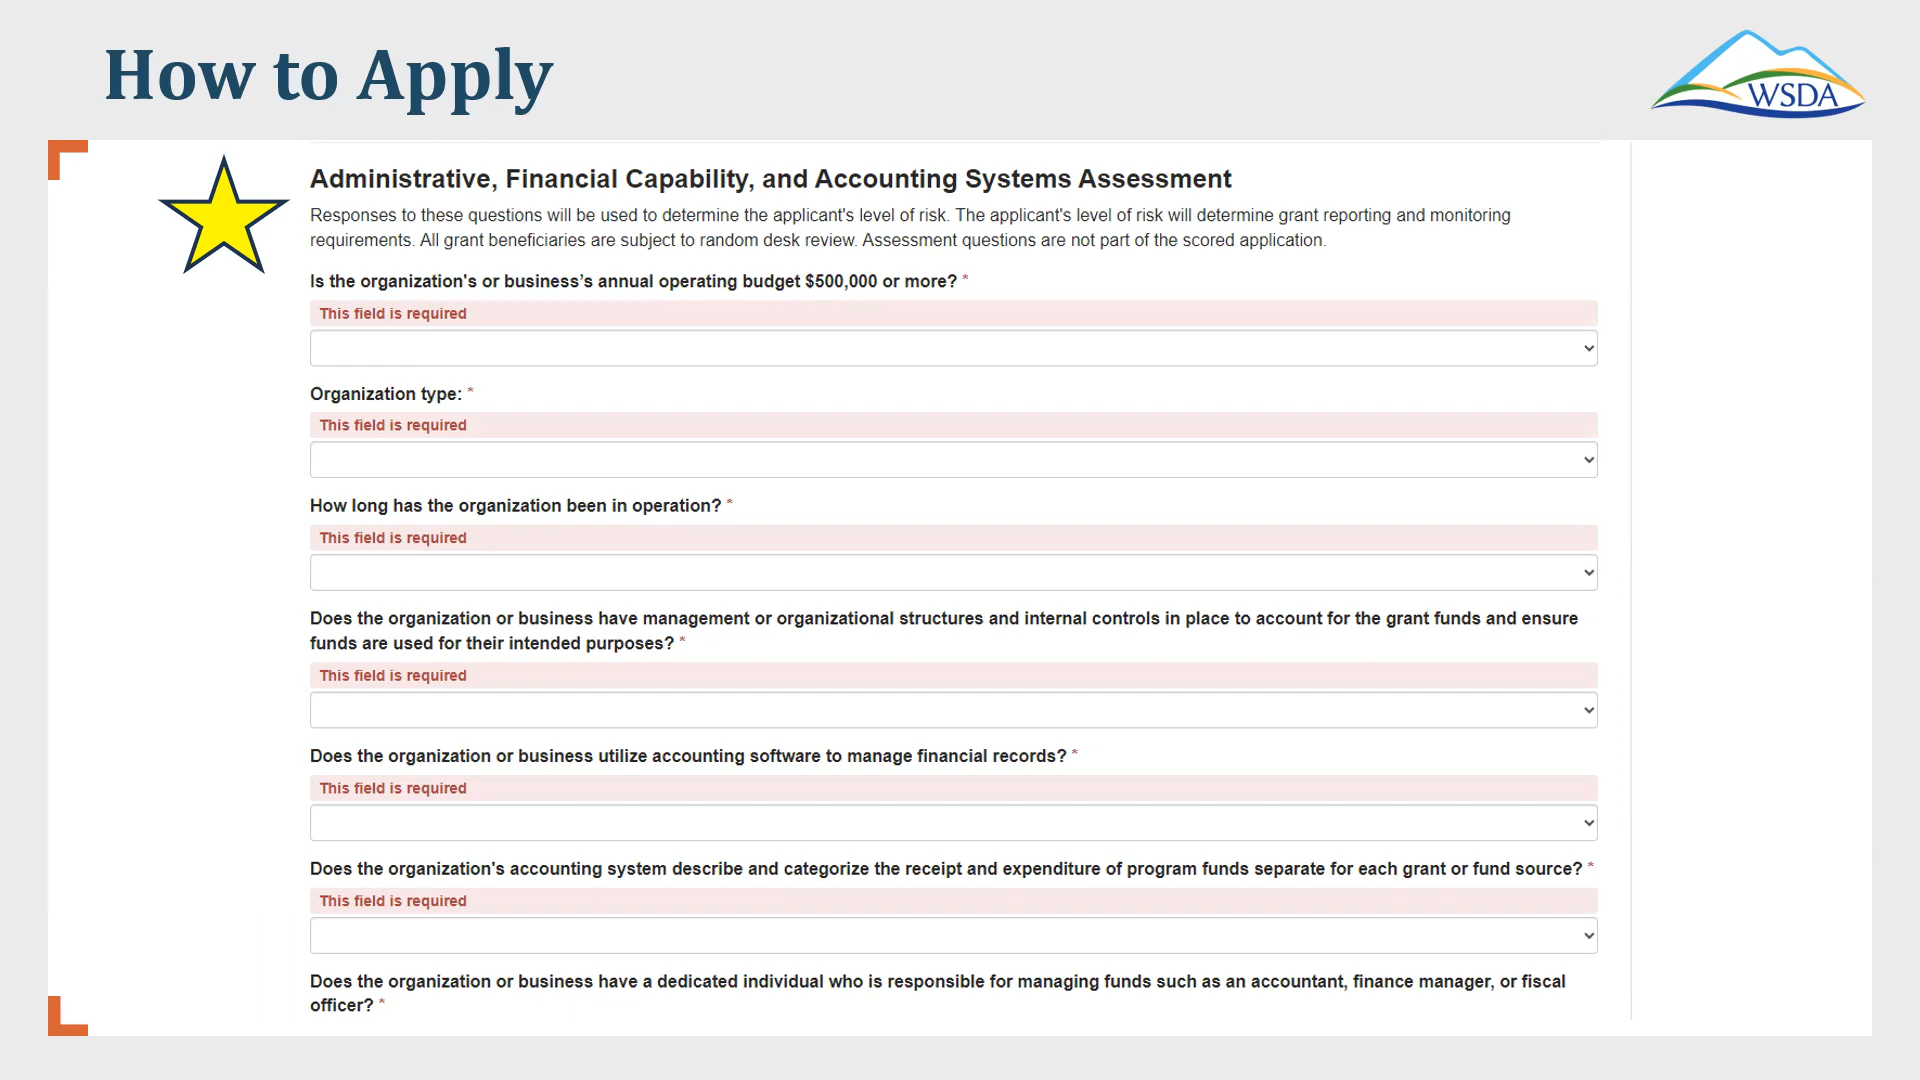 How to Apply
WSDA
Administrative, Financial Capability, and Accounting Systems Assessment
Responses to these questions will be used to determine the applicant's level of risk. The applicant's level of risk will determine grant reporting and monitoring
requirements. All grant beneficiaries are subject to random desk review. Assessment questions are not part of the scored application.
Is the organization's or business’s annual operating budget $500,000 or more? *
This field is required
Organization type: *
This field is required
How long has the organization been in operation? *
This field is required
Does the organization or business have management or organizational structures and internal controls in place to account for the grant funds and ensure
funds are used for their intended purposes? *
This field is required
Does the organization or business utilize accounting software to manage financial records? *
This field is required
Does the organization's accounting system describe and categorize the receipt and expenditure of program funds separate for each grant or fund source? *
This field is required
Does the organization or business have a dedicated individual who is responsible for managing funds such as an accountant, finance manager, or fiscal
officer? *